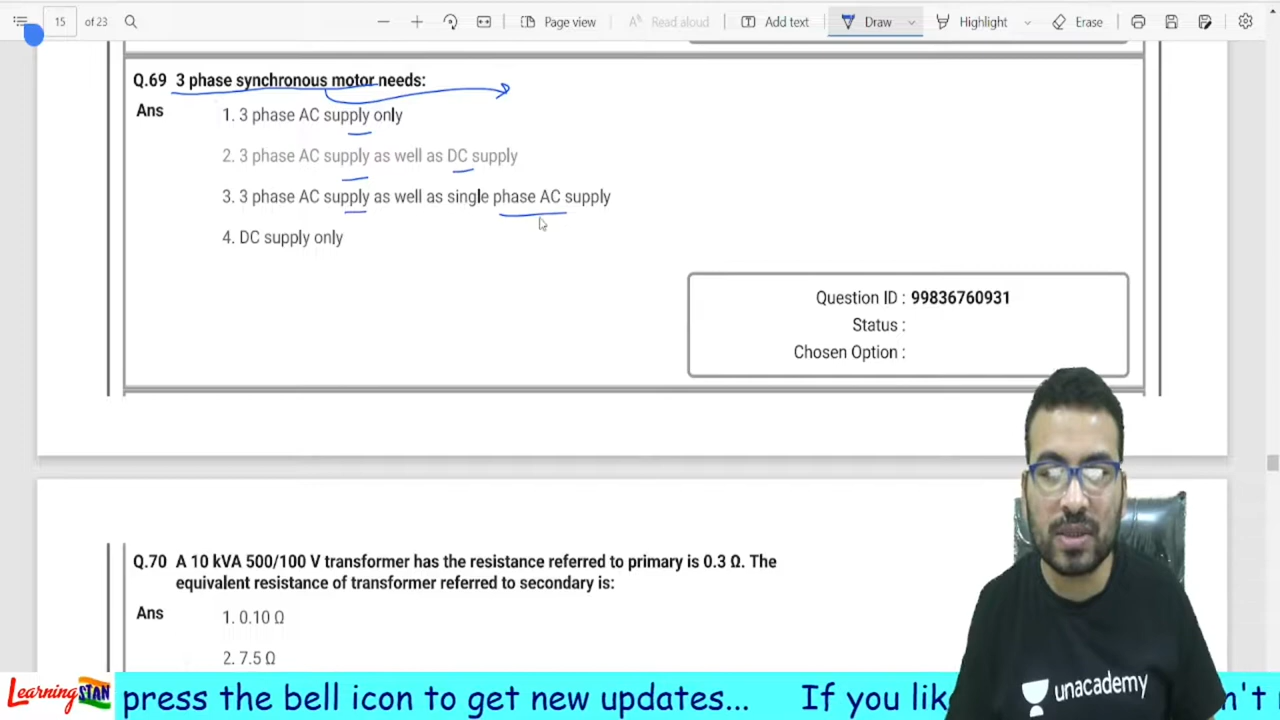 15 of 23
Page view
Read aloud
Add text
Draw
Highlight
Erase
Q.69 3 phase synchronous motor needs:
Ans
1. 3 phase AC supply only
2. 3 phase AC supply as well as DC supply
3. 3 phase AC supply as well as single phase AC supply
4. DC supply only
Question ID : 99836760931
Status :
Chosen Option :
Q.70 A 10 kVA 500/100 V transformer has the resistance referred to primary is 0.3 Ω. The
equivalent resistance of transformer referred to secondary is:
Ans
1. 0.10 Ω
2. 7.5 Ω
unacademy
Learning STAN
press the bell icon to get new updates... If you lik n't